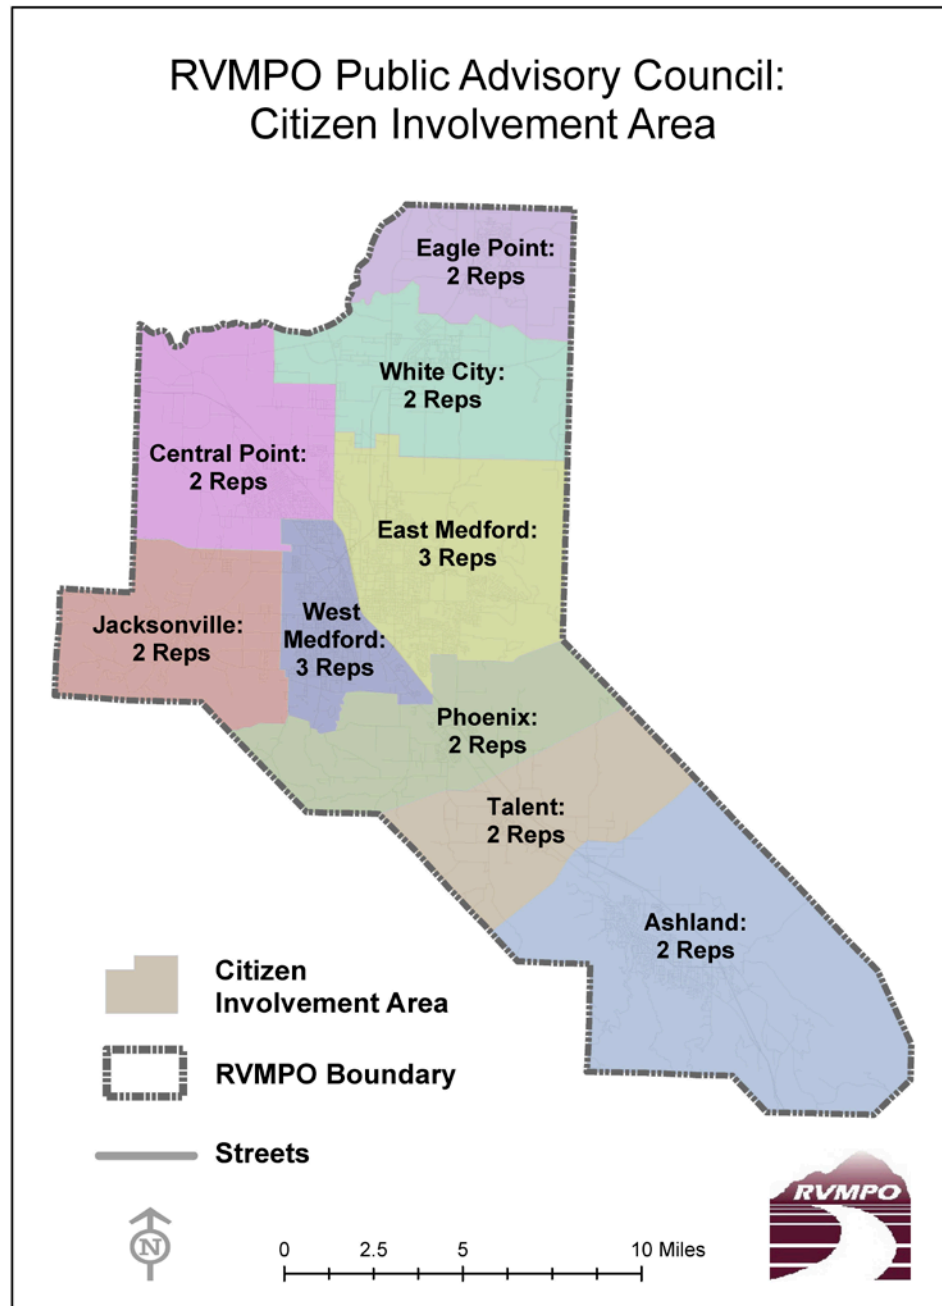 RVMPO Public Advisory Council:
Citizen Involvement Area
Eagle Point:
2 Reps
White City:
2 Reps
Central Point:
2 Reps
East Medford:
3 Reps
West
Medford:
3 Reps
Jacksonville:
2 Reps
Phoenix:
2 Reps
Talent:
2 Reps
Ashland:
2 Reps
Citizen
Involvement Area
RVMPO Boundary
Streets
N
0 2.5 5 10 Miles
RVMPO